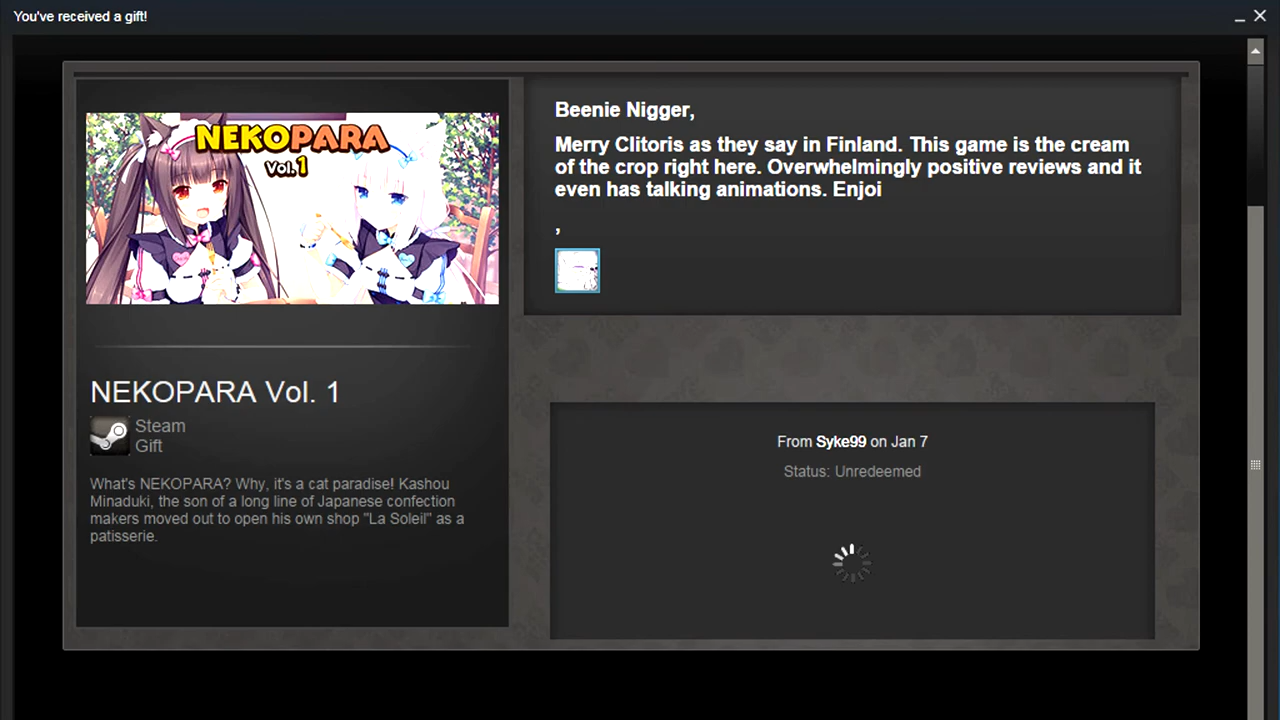 You've received a gift!
NEKOPARA
Vol.1
Beenie Nigger,
Merry Clitoris as they say in Finland. This game is the cream
of the crop right here. Overwhelmingly positive reviews and it
even has talking animations. Enjoi
,
NEKOPARA Vol. 1
Steam
Gift
What's NEKOPARA? Why, it's a cat paradise! Kashou
Minaduki, the son of a long line of Japanese confection
makers moved out to open his own shop "La Soleil" as a
patisserie.
From Syke99 on Jan 7
Status: Unredeemed